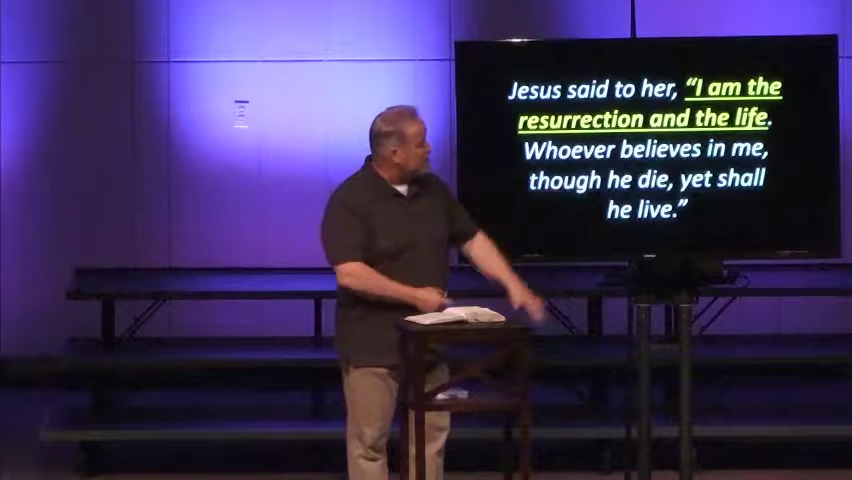 Jesus said to her, “I am the
resurrection and the life.
Whoever believes in me,
though he die, yet shall
he live.”